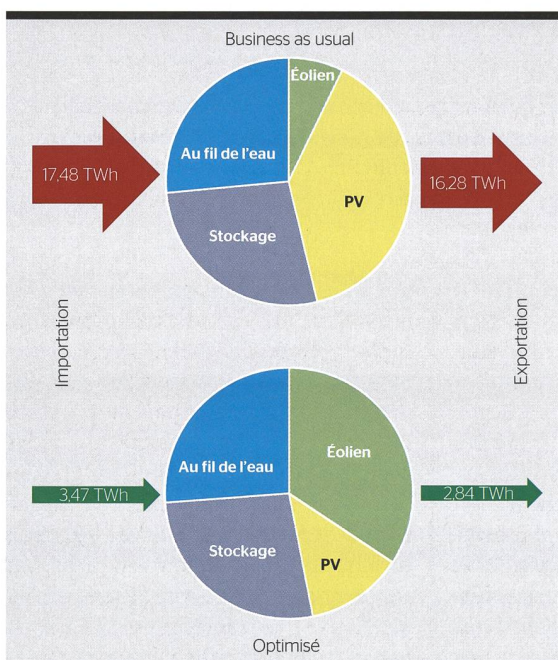 Business as usual
Éolien
Au fil de l'eau
17,48 TWh
PV
16,28 TWh
Stockage
Importation
Exportation
Éolien
Au fil de l'eau
3,47 TWh
2,84 TWh
Stockage
PV
Optimisé